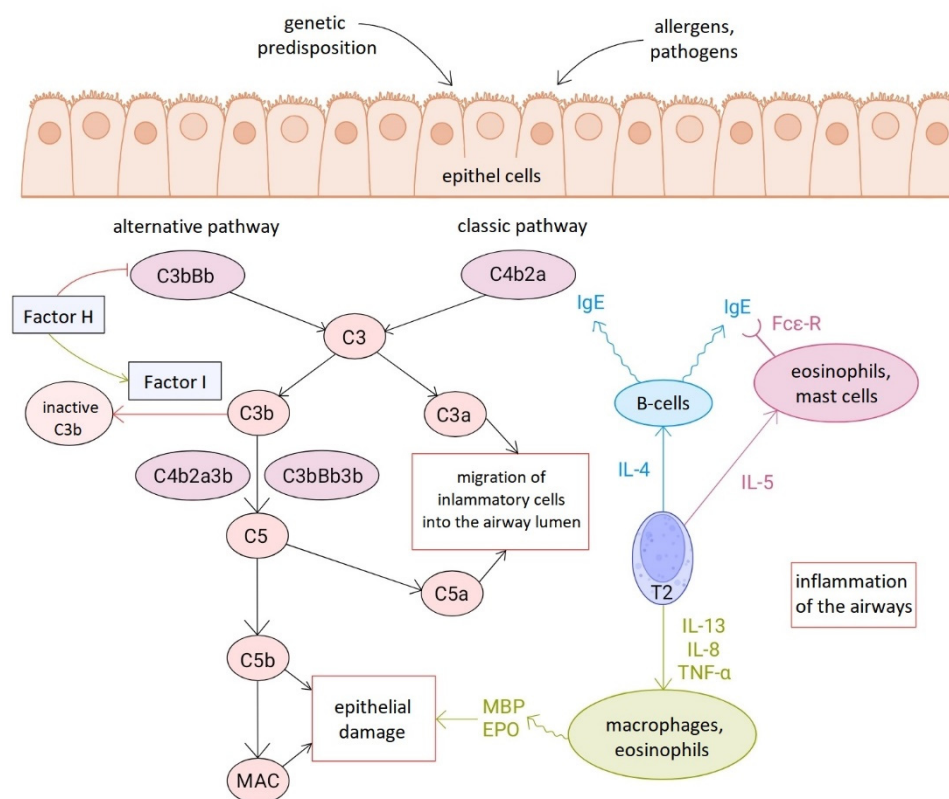 genetic
predisposition
allergens,
pathogens
epithel cells
alternative pathway
classic pathway
C3bBb
C4b2a
IgE
IgE
Fcε-R
Factor H
C3
eosinophils,
mast cells
Factor I
B-cells
inactive
C3b
C3b
C3a
IL-4
IL-5
C4b2a3b
C3bBb3b
migration of
inlammatory cells
into the airway lumen
C5
T2
inflammation
of the airways
C5a
IL-13
IL-8
TNF-α
C5b
epithelial
damage
MBP
EPO
macrophages,
eosinophils
MAC